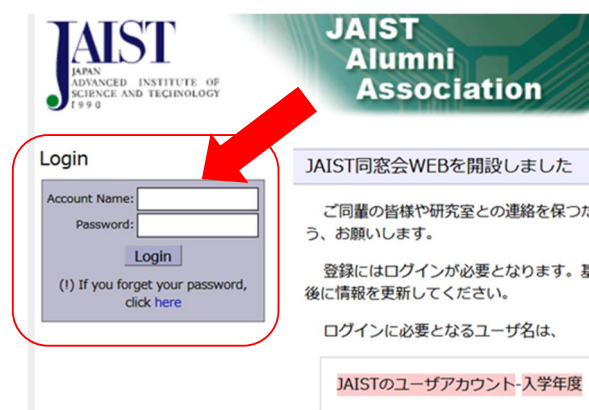 JAIST
JAPAN
ADVANCED INSTITUTE OF
SCIENCE AND TECHNOLOGY
1990
JAIST
Alumni
Association
Login
Account Name:
Password:
Login
(!) If you forget your password,
click here
JAIST同窓会WEBを開設しました
ご同輩の皆様や研究室との連絡を保つた
う、お願いします。
登録にはログインが必要となります。基
後に情報を更新してください。
ログインに必要となるユーザ名は、
JAISTのユーザアカウント-入学年度